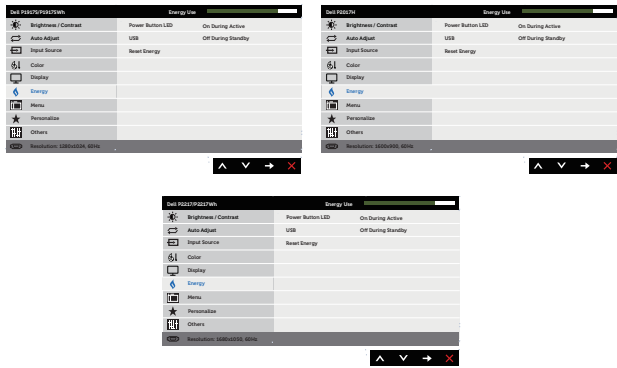 Dell P1917S/P1917SWh Energy Use
Brightness / Contrast Power Button LED On During Active
Auto Adjust USB Off During Standby
Input Source Reset Energy
Color
Display
Energy
Menu
Personalize
Others
Resolution: 1280x1024, 60Hz
Dell P2017H Energy Use
Brightness / Contrast Power Button LED On During Active
Auto Adjust USB Off During Standby
Input Source Reset Energy
Color
Display
Energy
Menu
Personalize
Others
Resolution: 1600x900, 60Hz
Dell P2217/P2217Wh Energy Use
Brightness / Contrast Power Button LED On During Active
Auto Adjust USB Off During Standby
Input Source Reset Energy
Color
Display
Energy
Menu
Personalize
Others
Resolution: 1680x1050, 60Hz